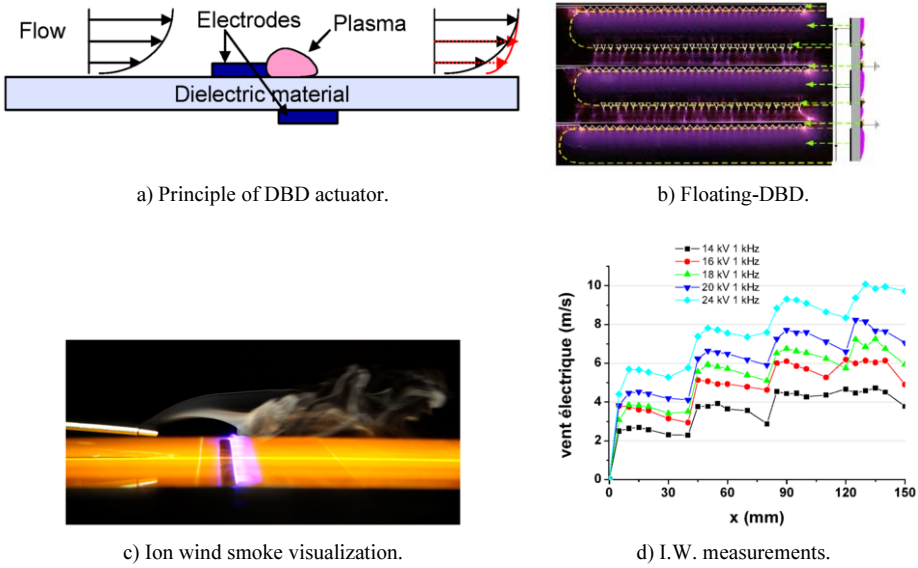 Flow
Electrodes
Plasma
Dielectric material
a) Principle of DBD actuator.
b) Floating-DBD.
c) Ion wind smoke visualization.
14 kV 1 kHz
16 kV 1 kHz
18 kV 1 kHz
20 kV 1 kHz
24 kV 1 kHz
vent électrique (m/s)
10
8
6
4
2
0
0 30 60 90 120 150
x (mm)
d) I.W. measurements.